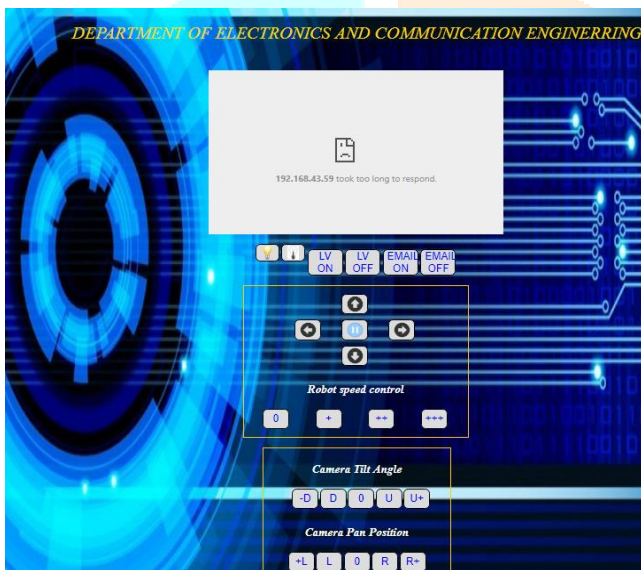 DEPARTMENT OF ELECTRONICS AND COMMUNICATION ENGINERRING
192.168.43.59 took too long to respond.
LV ON LV OFF EMAIL ON EMAIL OFF
Robot speed control
0 + ++ +++
Camera Tilt Angle
-D D 0 U U+
Camera Pan Position
+L L 0 R R+